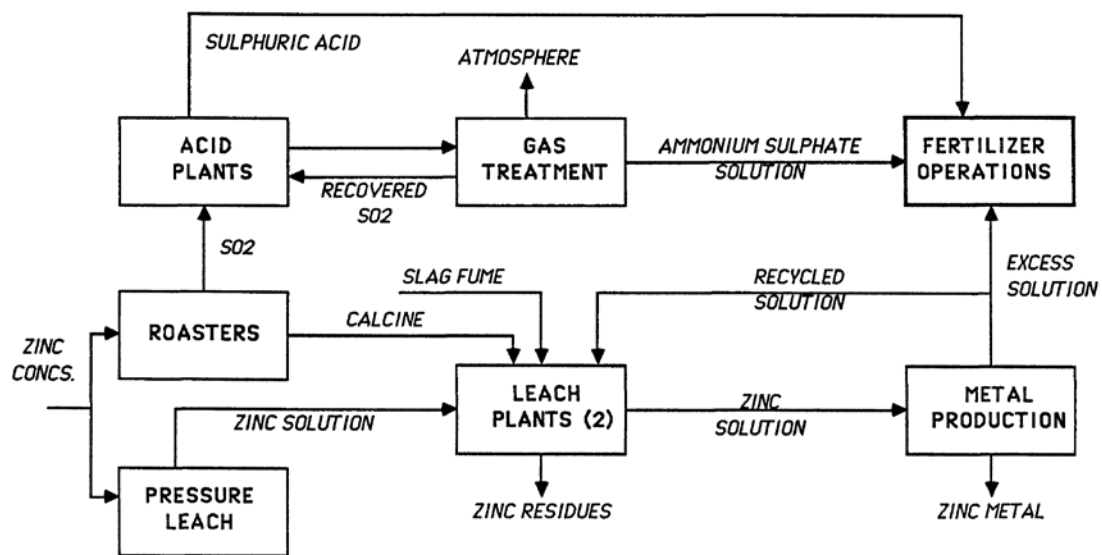 SULPHURIC ACID
ATMOSPHERE
ACID
PLANTS
GAS
TREATMENT
AMMONIUM SULPHATE
SOLUTION
FERTILIZER
OPERATIONS
RECOVERED
SO2
SO2
SLAG FUME
RECYCLED
SOLUTION
EXCESS
SOLUTION
ROASTERS
CALCINE
ZINC
CONCS.
LEACH
PLANTS (2)
ZINC SOLUTION
ZINC
SOLUTION
METAL
PRODUCTION
PRESSURE
LEACH
ZINC RESIDUES
ZINC METAL